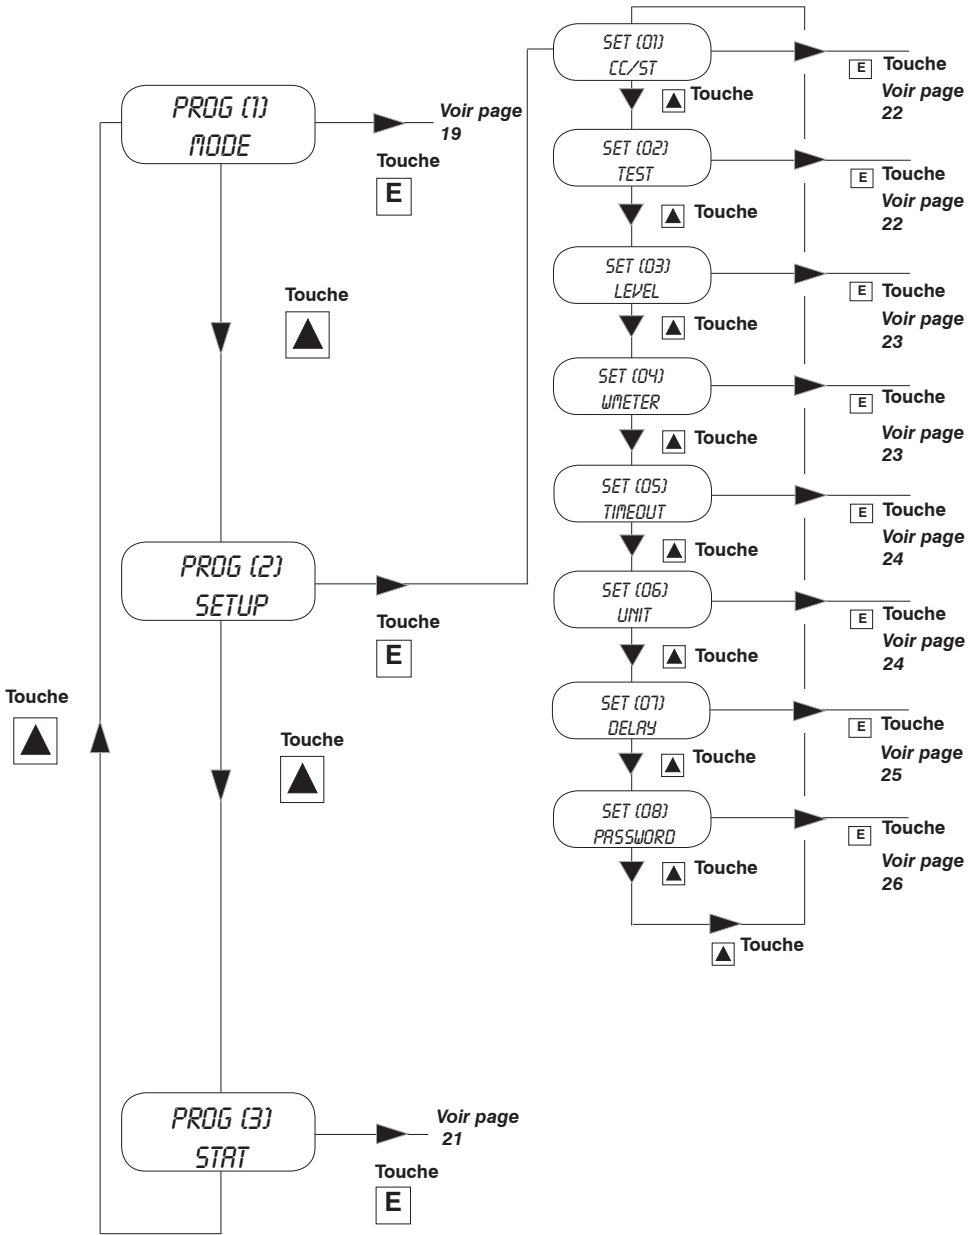 PROG (1)
MODE
Voir page
19
Touche
E
Touche
PROG (2)
SETUP
Touche
E
Touche
Touche
PROG (3)
STAT
Voir page
21
Touche
E
SET (01)
CC/ST
E Touche
Voir page
22
Touche
SET (02)
TEST
E Touche
Voir page
22
Touche
SET (03)
LEVEL
E Touche
Voir page
23
Touche
SET (04)
WMETER
E Touche
Voir page
23
Touche
SET (05)
TIMEOUT
E Touche
Voir page
24
Touche
SET (06)
UNIT
E Touche
Voir page
24
Touche
SET (07)
DELAY
E Touche
Voir page
25
Touche
SET (08)
PASSWORD
E Touche
Voir page
26
Touche
Touche